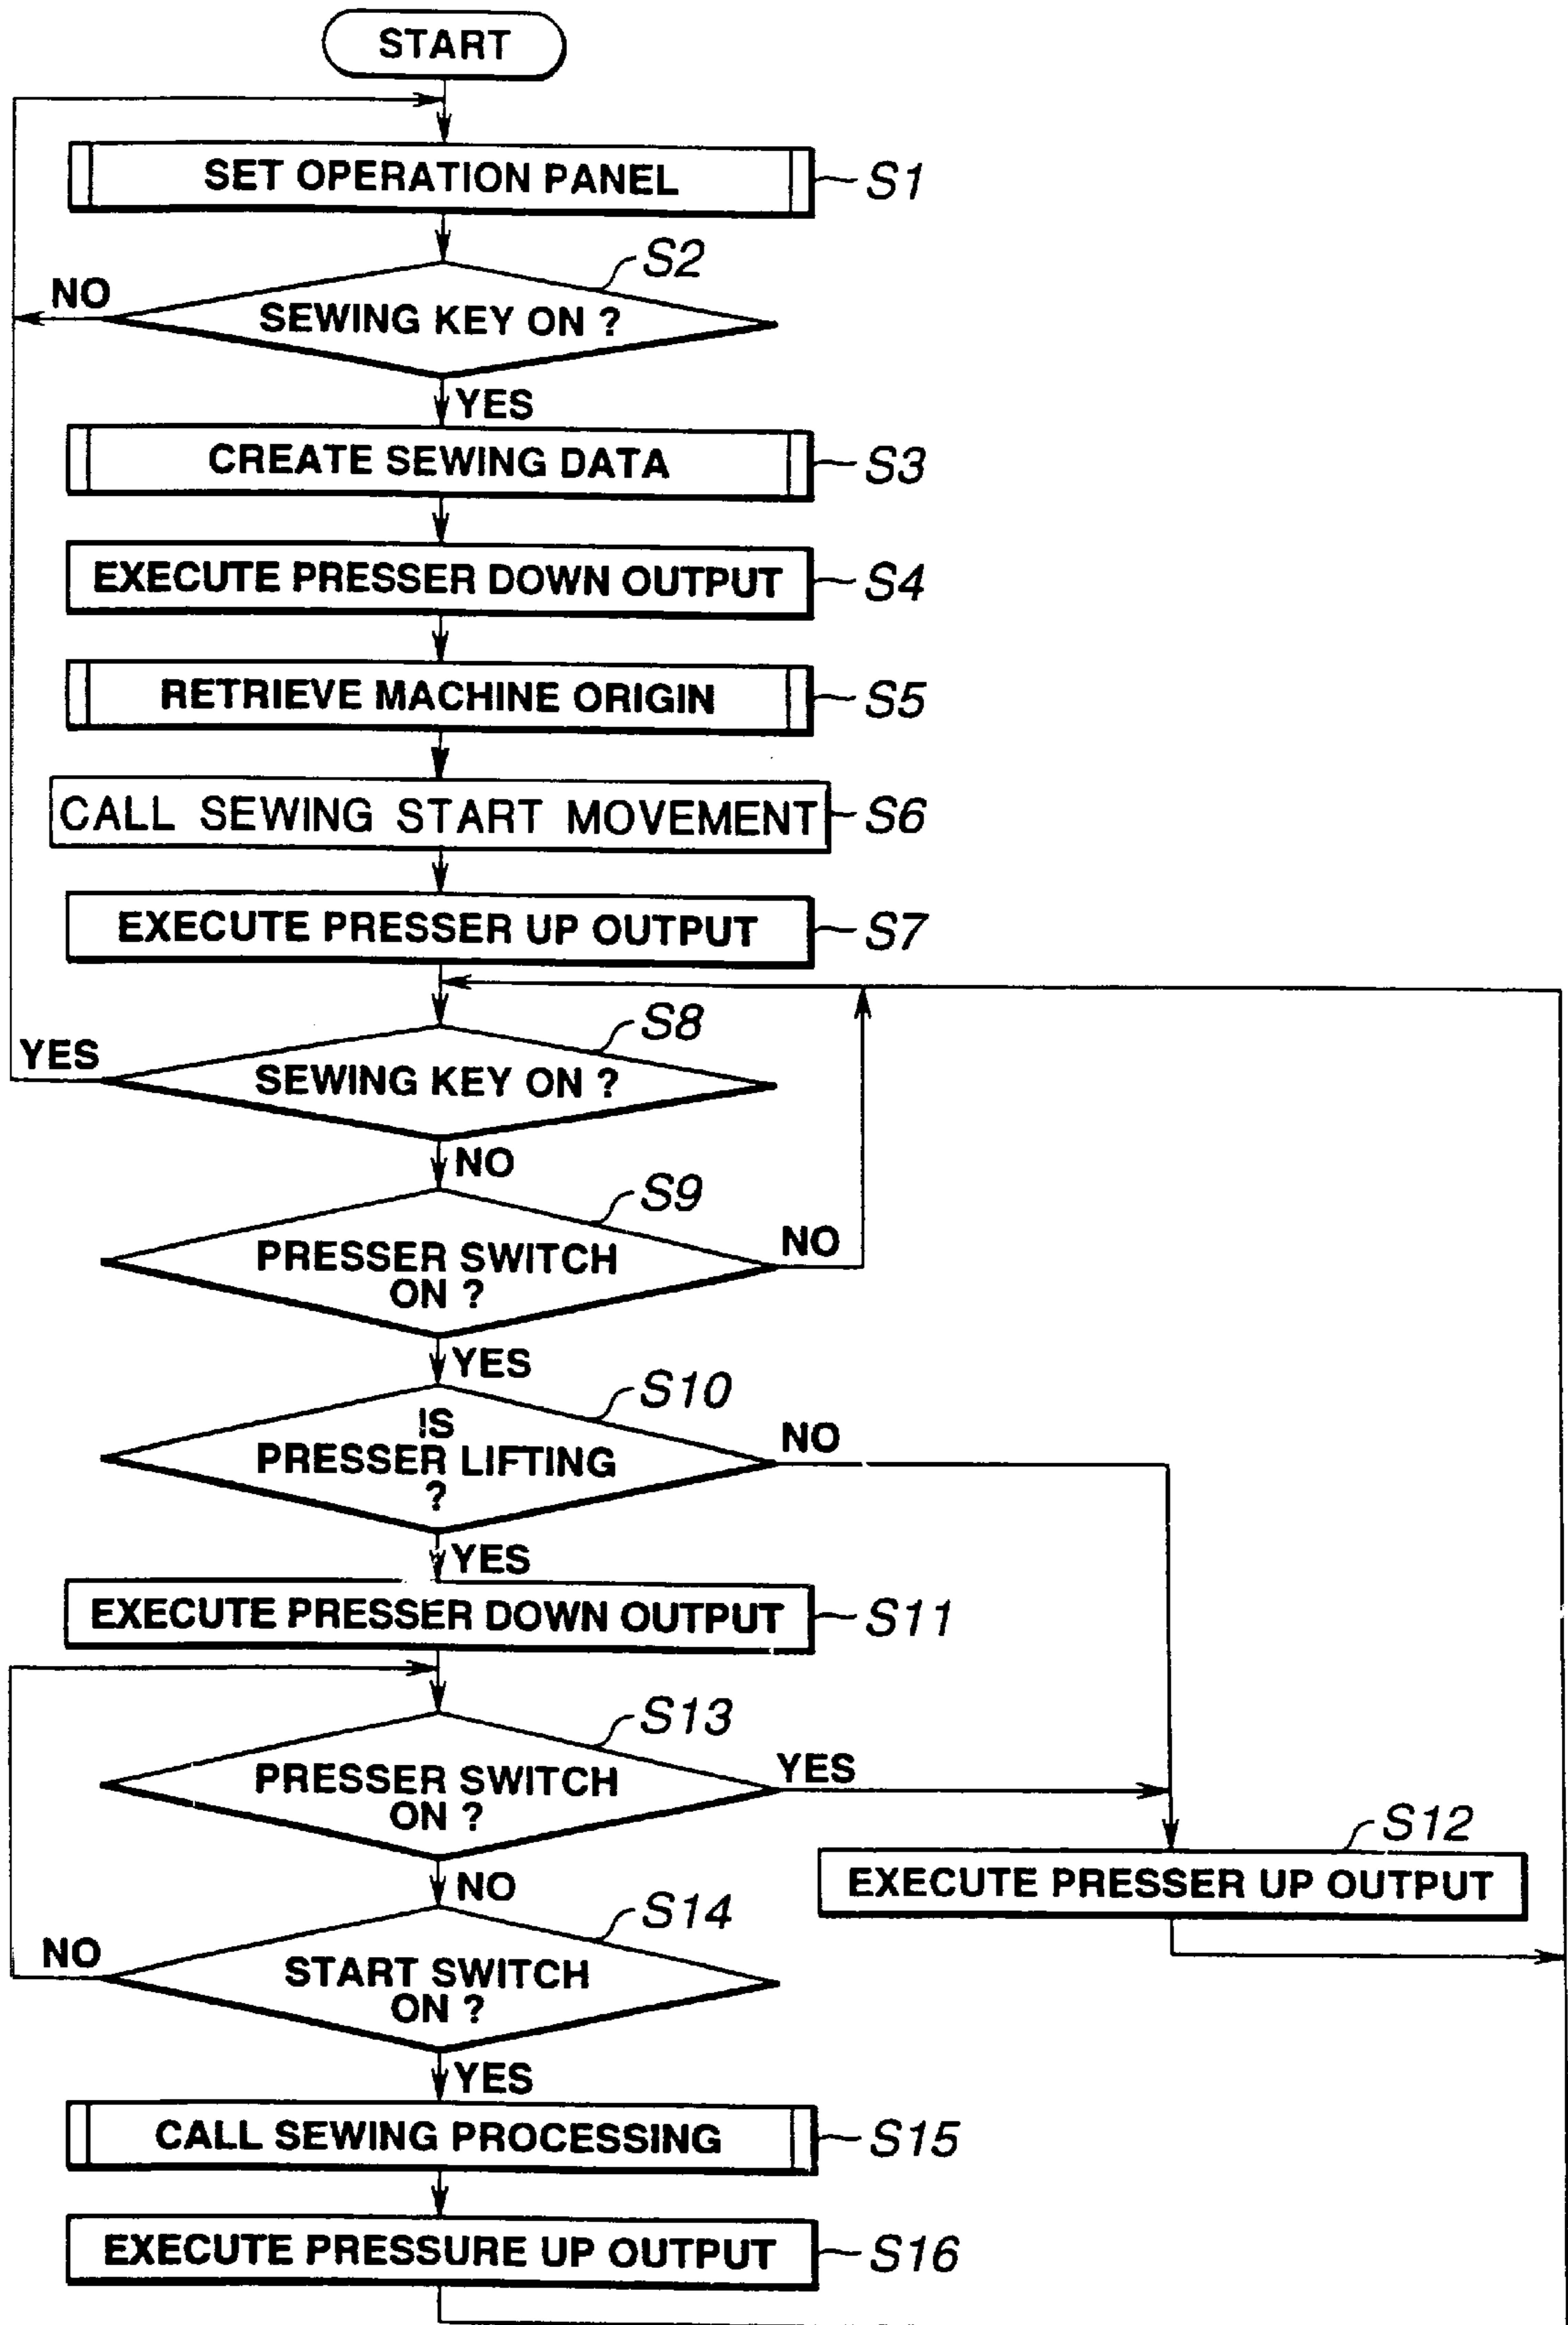 START
SET OPERATION PANEL
S1
S2
NO
SEWING KEY ON ?
YES
CREATE SEWING DATA
S3
EXECUTE PRESSER DOWN OUTPUT
S4
RETRIEVE MACHINE ORIGIN
S5
CALL SEWING START MOVEMENT
S6
EXECUTE PRESSER UP OUTPUT
S7
S8
YES
SEWING KEY ON ?
NO
S9
PRESSER SWITCH
ON ?
NO
YES
S10
IS
PRESSER LIFTING
?
NO
YES
EXECUTE PRESSER DOWN OUTPUT
S11
S13
PRESSER SWITCH
ON ?
YES
S12
EXECUTE PRESSER UP OUTPUT
NO
S14
NO
START SWITCH
ON ?
YES
CALL SEWING PROCESSING
S15
EXECUTE PRESSURE UP OUTPUT
S16